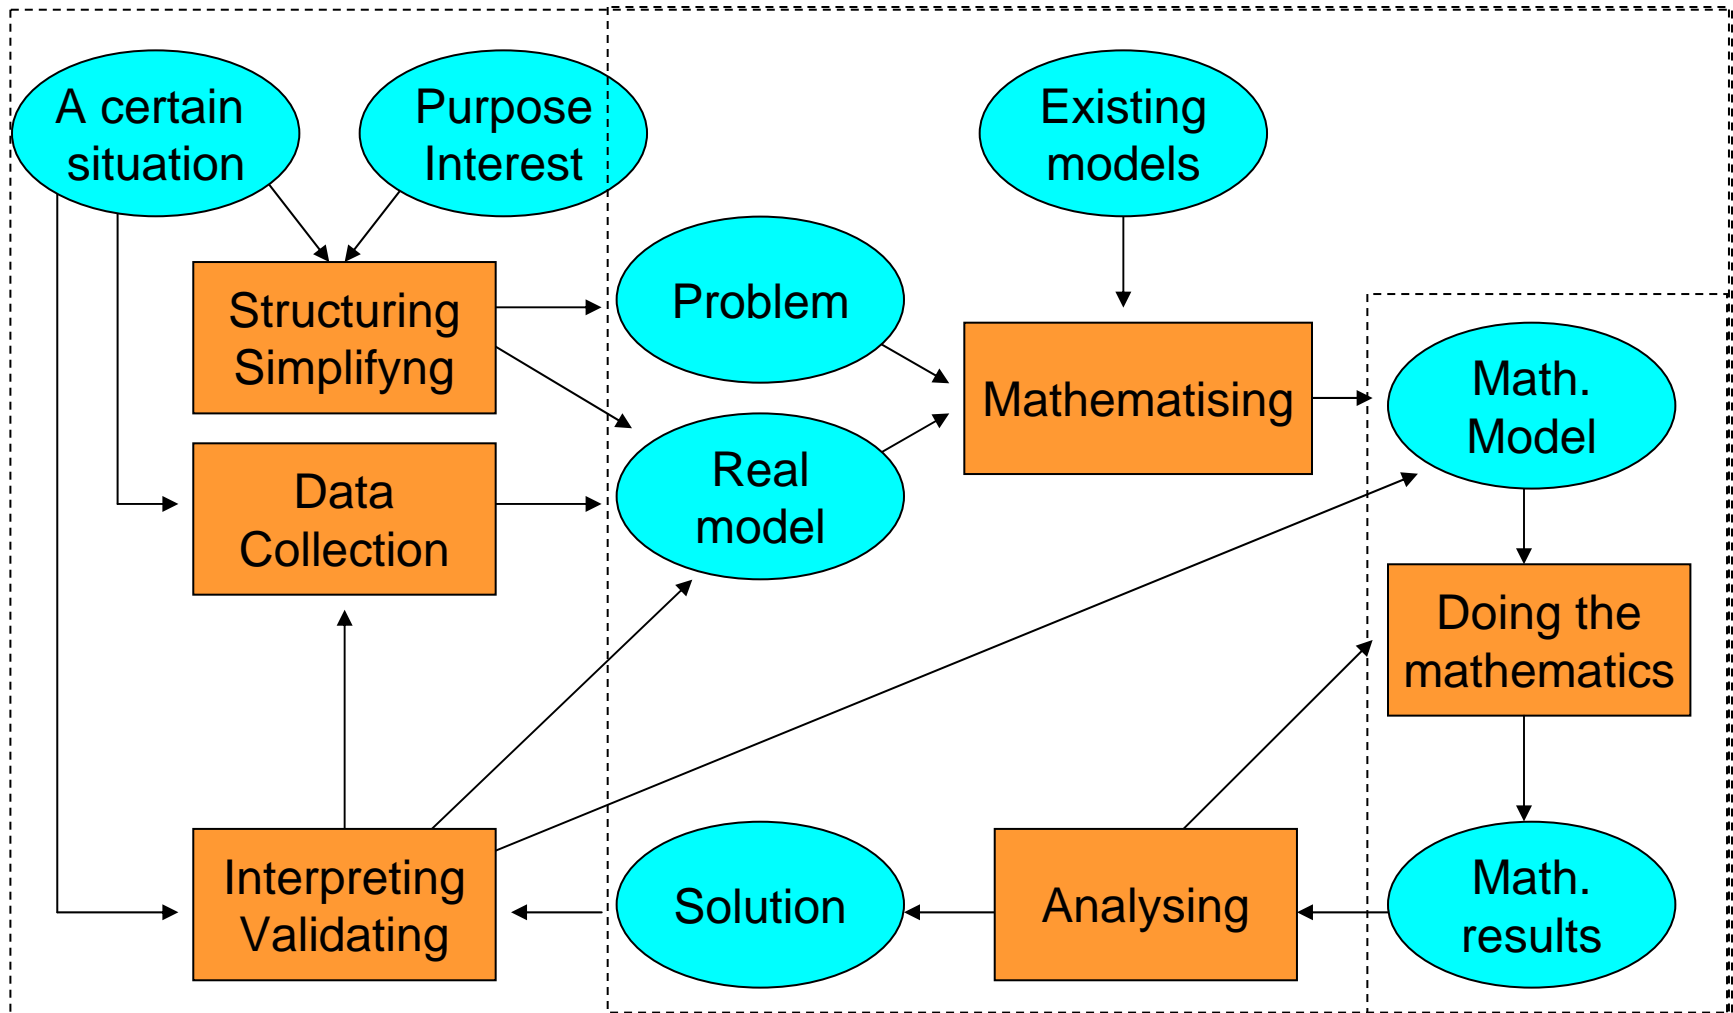 A certain
situation
Purpose
Interest
Existing
models
Structuring
Simplifyng
Problem
Mathematising
Math.
Model
Data
Collection
Real
model
Doing the
mathematics
Interpreting
Validating
Solution
Analysing
Math.
results